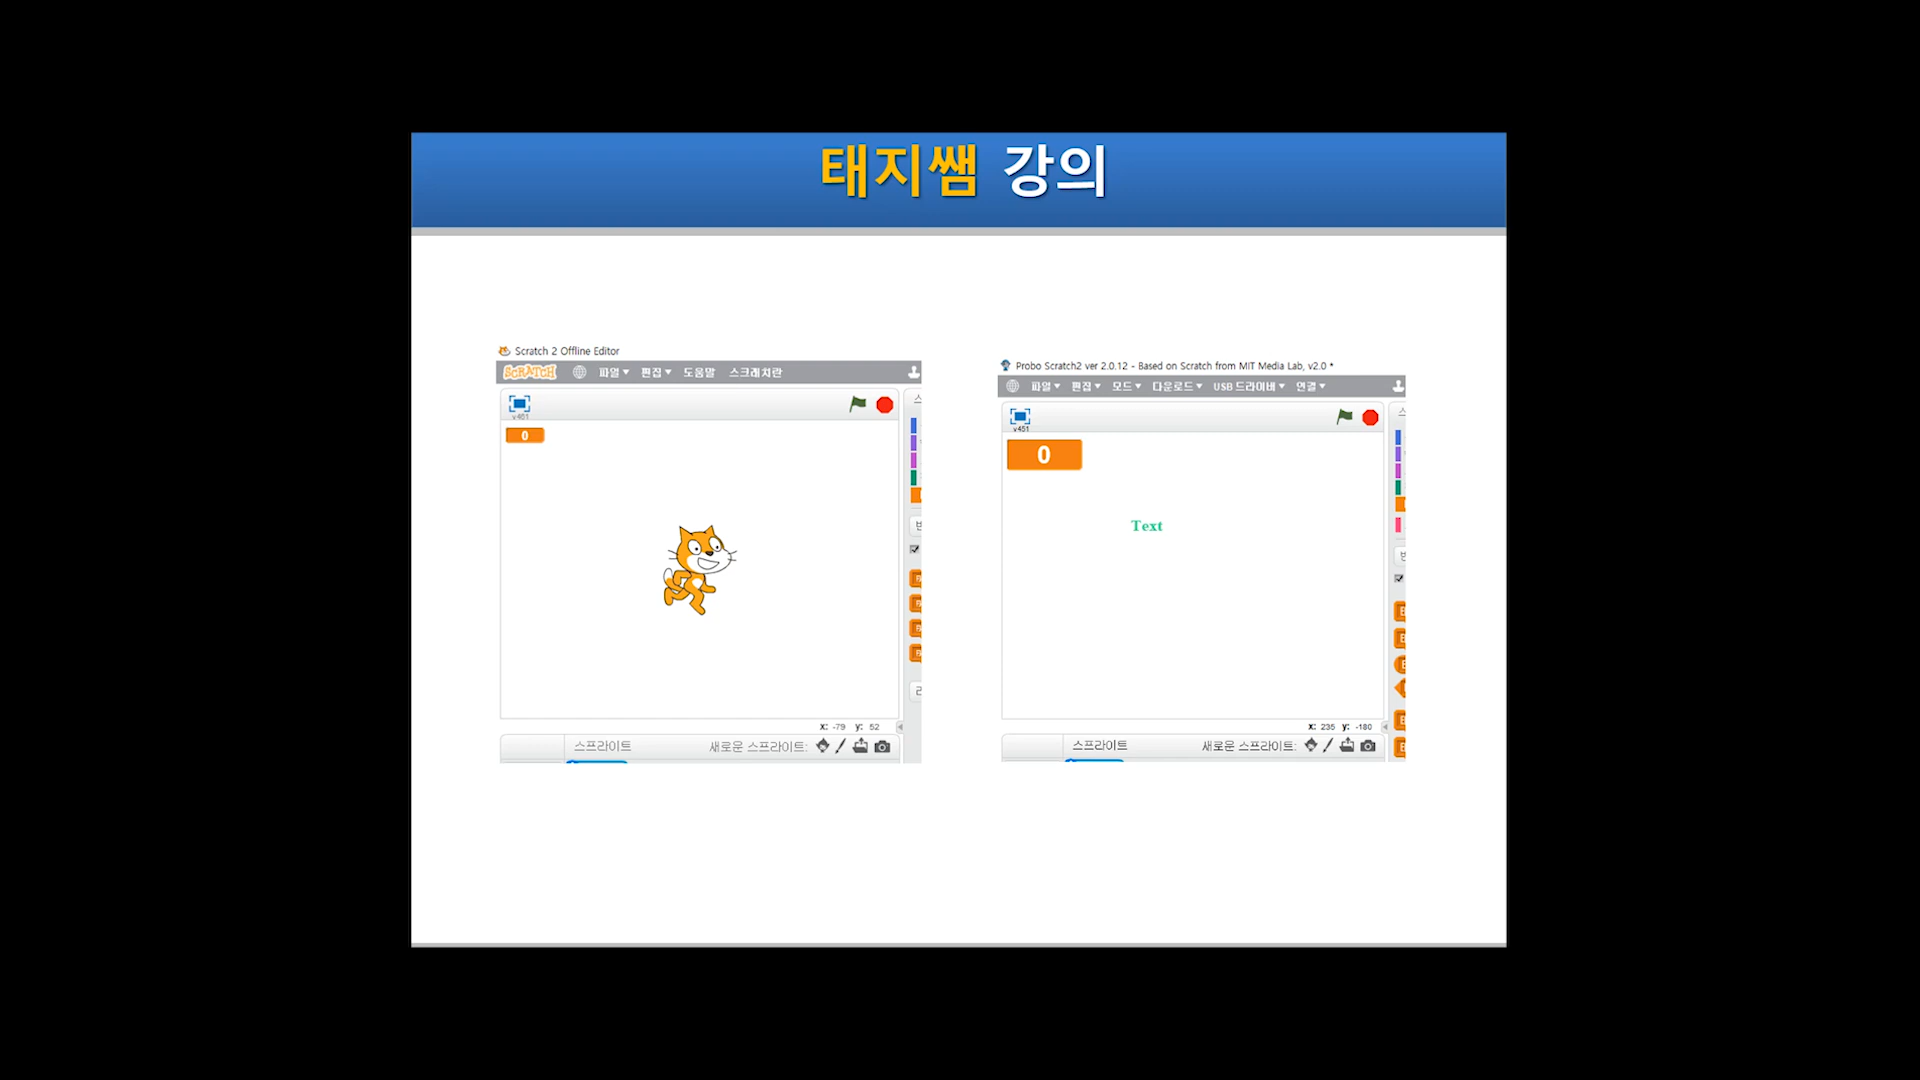 태지쌤 강의
Scratch 2 Offline Editor
SCRATCH 파일 편집 도움말 스크래치란
v451
0
x: -79 y: 52
스프라이트 새로운 스프라이트:
Probo Scratch2 ver 2.0.12 - Based on Scratch from MIT Media Lab, v2.0 *
파일 편집 모드 다운로드 USB 드라이버 연결
v451
0
Text
x: 235 y: -180
스프라이트 새로운 스프라이트: